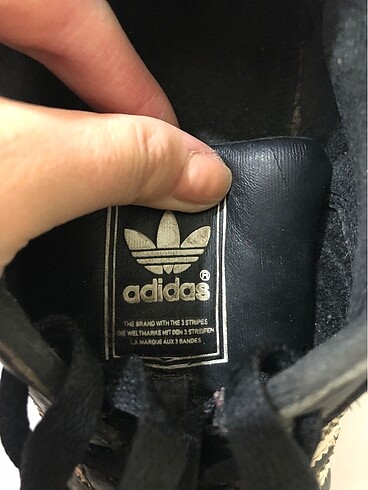 adidas®
THE BRAND WITH THE 3 STRIPES
DIE WELTMARKE MIT DEN 3 STREIFEN
LA MARQUE AUX 3 BANDES